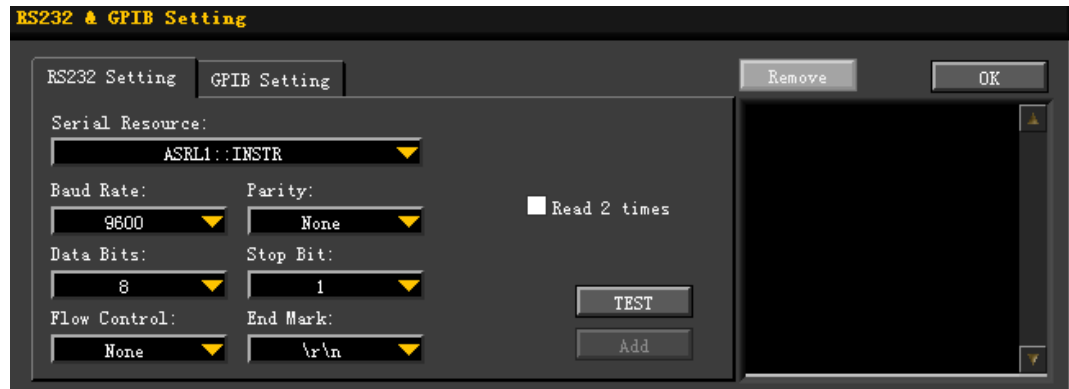 RS232 & GPIB Setting
RS232 Setting
GPIB Setting
Remove
OK
Serial Resource:
ASRL1::INSTR
Baud Rate:
Parity:
9600
None
Read 2 times
Data Bits:
Stop Bit:
8
1
TEST
Flow Control:
End Mark:
None
\r\n
Add